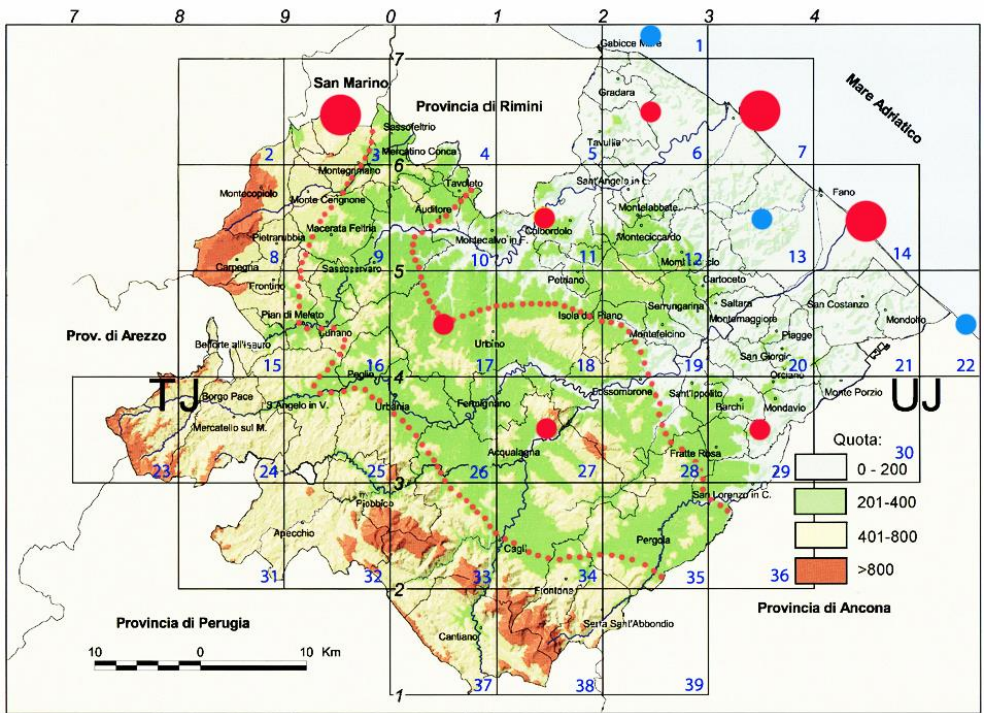 7 8 9 0 1 2 3 4
Gabicce Mare
1
7
San Marino
Provincia di Rimini
Gradara
Mare Adriatico
Sassofeltrio
Tavullia
Mercatino Conca
2 3 4 5 6 7
Montegrimano
6
Montecopiolo
Tavoleto
Sant'Angelo in L.
Fano
Monte Cerignone
Auditore
Montelabbate
Macerata Feltria
Colbordolo
Montecalvo in F.
Montecicardo
Pietrarubbia
8 9 10 11 12 13 14
Carpegna
Sassocorvaro
5
Petriano
Cartoceto
Frontino
Saltara
San Costanzo
Serrungarina
Pian di Meleto
Isola del Piano
Montemaggiore
Mondolfo
Prov. di Arezzo
Lunano
Montefelcino
Piagge
Belforte all'Isauro
Urbino
San Giorgio
15 16 17 18 19 20 21 22
Peglio
4
Orciano
TJ
Borgo Pace
S.Angelo in V.
Urbania
Fermignano
Fossombrone
Sant'Ippolito
Monte Porzio
UJ
Barchi
Mondavio
Mercatello sul M.
Acqualagna
Quota:
Fratte Rosa
23 24 25 26 27 28 29 30
3
0 - 200
San Lorenzo in C.
Piobbico
201-400
Apecchio
401-800
Cagli
Pergola
31 32 33 34 35 36
>800
2
Frontone
Provincia di Perugia
Provincia di Ancona
Serra Sant'Abbondio
Cantiano
10 0 10 Km
37 38 39
1